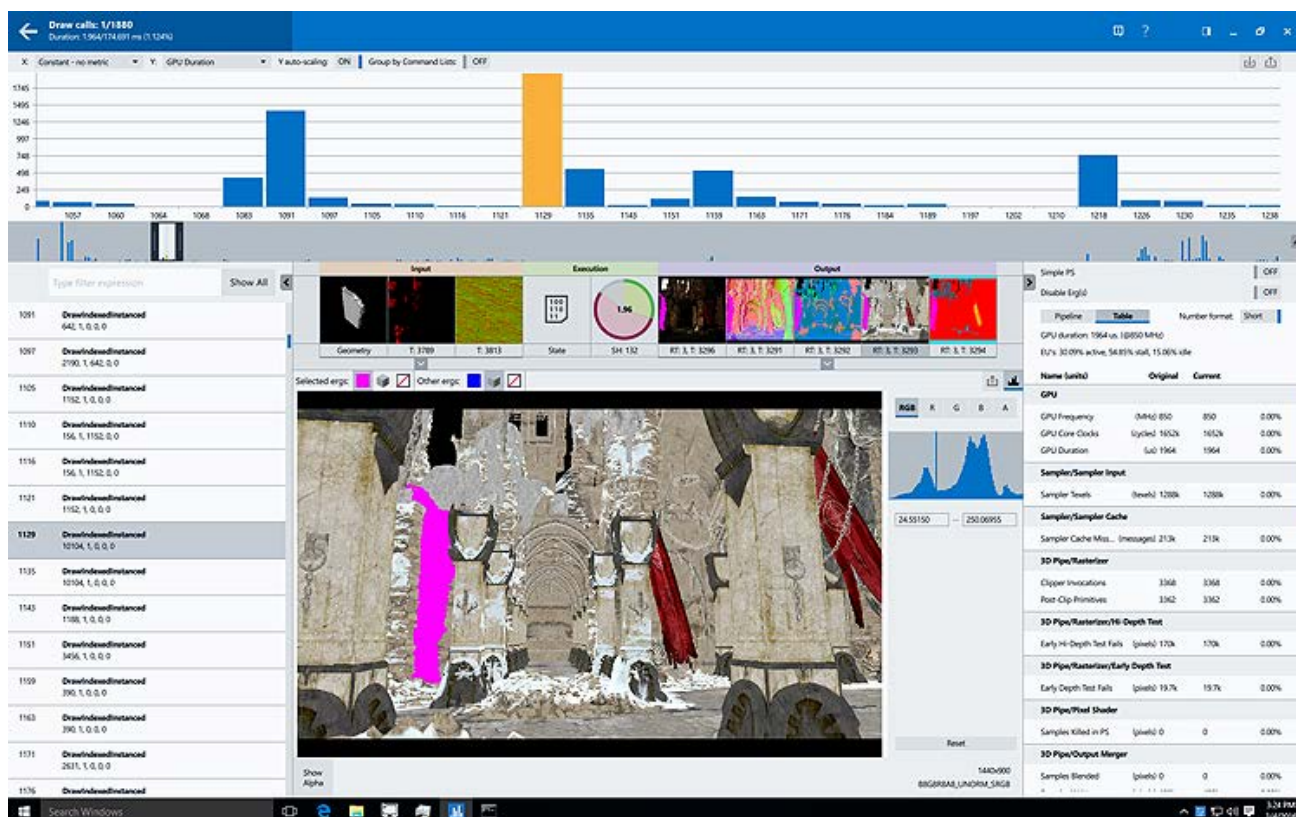 Draw calls: 1/1880
Duration: 1.964/174.691 ms (1.124%)
X: Constant - no metric Y: GPU Duration Y auto-scaling: ON Group by Command Lists: OFF
1745
1495
1246
997
748
498
249
0
1057 1060 1064 1068 1083 1091 1097 1105 1110 1116 1121 1129 1135 1143 1151 1159 1163 1171 1176 1184 1189 1197 1202 1210 1218 1226 1230 1235 1238
Type filter expression Show All
1091 DrawIndexedInstanced
642, 1, 0, 0, 0
1097 DrawIndexedInstanced
2190, 1, 642, 0, 0
1105 DrawIndexedInstanced
1152, 1, 0, 0, 0
1110 DrawIndexedInstanced
156, 1, 1152, 0, 0
1116 DrawIndexedInstanced
156, 1, 1152, 0, 0
1121 DrawIndexedInstanced
1152, 1, 0, 0, 0
1129 DrawIndexedInstanced
10104, 1, 0, 0, 0
1135 DrawIndexedInstanced
10104, 1, 0, 0, 0
1143 DrawIndexedInstanced
1188, 1, 0, 0, 0
1151 DrawIndexedInstanced
3456, 1, 0, 0, 0
1159 DrawIndexedInstanced
390, 1, 0, 0, 0
1163 DrawIndexedInstanced
390, 1, 0, 0, 0
1171 DrawIndexedInstanced
2631, 1, 0, 0, 0
1176 DrawIndexedInstanced
Input Execution Output
1.96
Geometry T: 3789 T: 3813 State SH: 132 RT: 3, T: 3296 RT: 3, T: 3291 RT: 3, T: 3292 RT: 3, T: 3293 RT: 3, T: 3294
Selected ergs: Other ergs:
RGB R G B A
24.55150 — 250.06955
Reset
Show
Alpha
1440x900
B8G8R8A8_UNORM_SRGB
Simple PS OFF
Disable Erg(s) OFF
Pipeline Table Number format: Short
GPU duration: 1964 us (@850 MHz)
EU's: 30.09% active, 54.85% stall, 15.06% idle
Name (units) Original Current
GPU
GPU Frequency (MHz) 850 850 0.00%
GPU Core Clocks (cycles) 1652k 1652k 0.00%
GPU Duration (us) 1964 1964 0.00%
Sampler/Sampler Input
Sampler Texels (texels) 1288k 1288k 0.00%
Sampler/Sampler Cache
Sampler Cache Miss... (messages) 213k 213k 0.00%
3D Pipe/Rasterizer
Clipper Invocations 3368 3368 0.00%
Post-Clip Primitives 3362 3362 0.00%
3D Pipe/Rasterizer/Hi-Depth Test
Early Hi-Depth Test Fails (pixels) 170k 170k 0.00%
3D Pipe/Rasterizer/Early Depth Test
Early Depth Test Fails (pixels) 19.7k 19.7k 0.00%
3D Pipe/Pixel Shader
Samples Killed in PS (pixels) 0 0 0.00%
3D Pipe/Output Merger
Samples Blended (pixels) 0 0 0.00%
Search Windows
3:24 PM